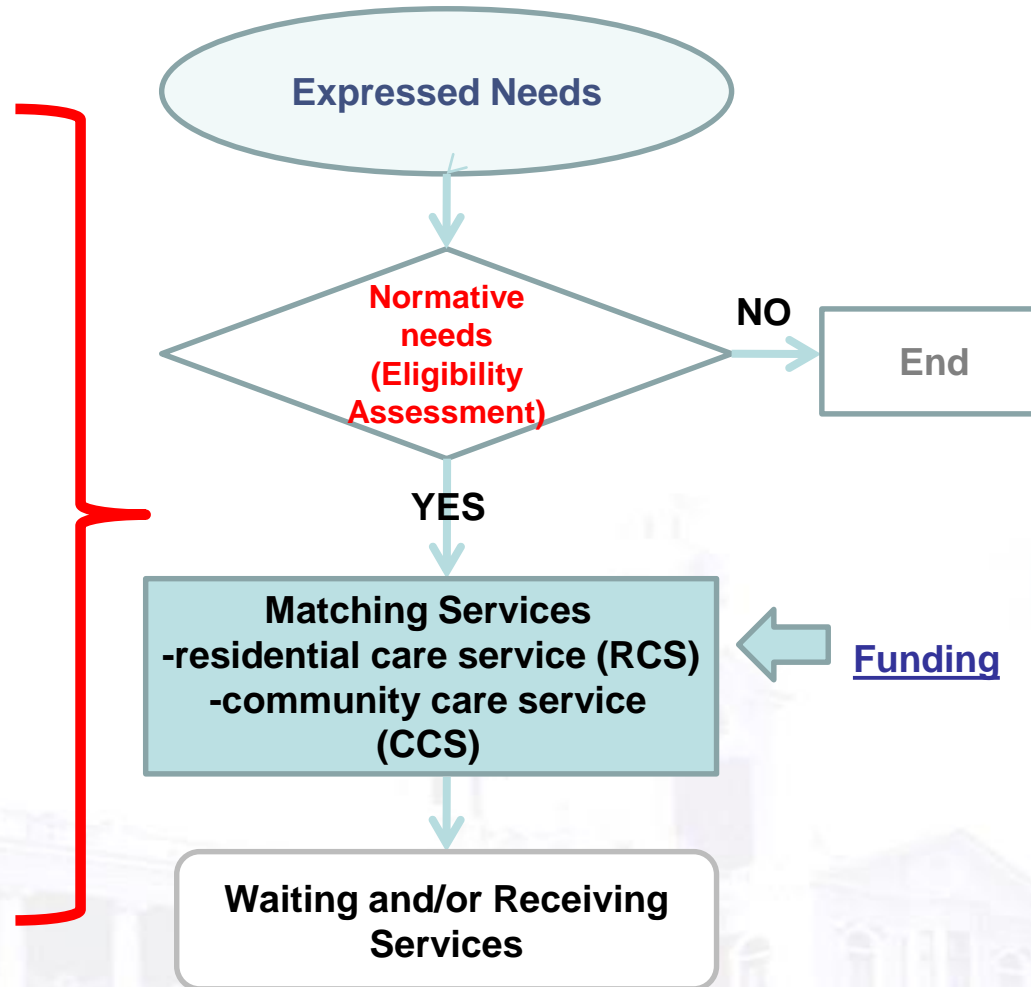 Expressed Needs
Normative
needs
(Eligibility
Assessment)
NO
End
YES
Matching Services
-residential care service (RCS)
-community care service
(CCS)
Funding
Waiting and/or Receiving
Services